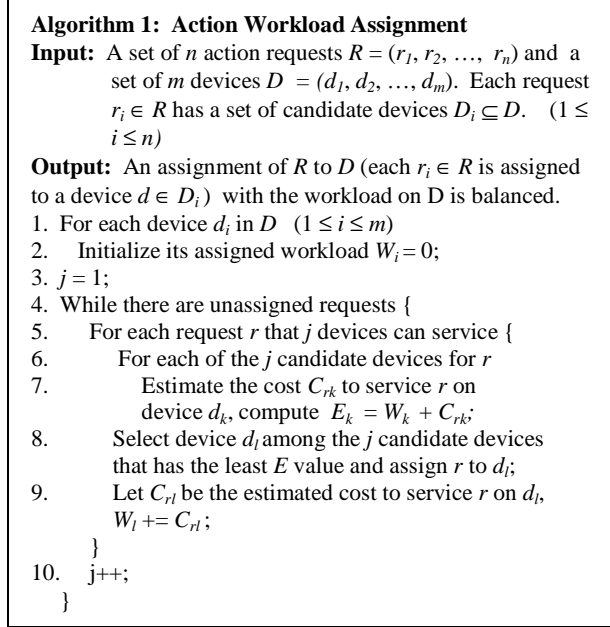 Algorithm 1: Action Workload Assignment
Input: A set of n action requests R = (r1, r2, …, rn) and a
set of m devices D = (d1, d2, …, dm). Each request
ri ∈ R has a set of candidate devices Di ⊆ D. (1 ≤
i ≤ n)
Output: An assignment of R to D (each ri ∈ R is assigned
to a device d ∈ Di ) with the workload on D is balanced.
1. For each device di in D (1 ≤ i ≤ m)
2. Initialize its assigned workload Wi = 0;
3. j = 1;
4. While there are unassigned requests {
5. For each request r that j devices can service {
6. For each of the j candidate devices for r
7. Estimate the cost Crk to service r on
device dk, compute Ek = Wk + Crk;
8. Select device dl among the j candidate devices
that has the least E value and assign r to dl;
9. Let Crl be the estimated cost to service r on dl,
Wl += Crl ;
}
10. j++;
}